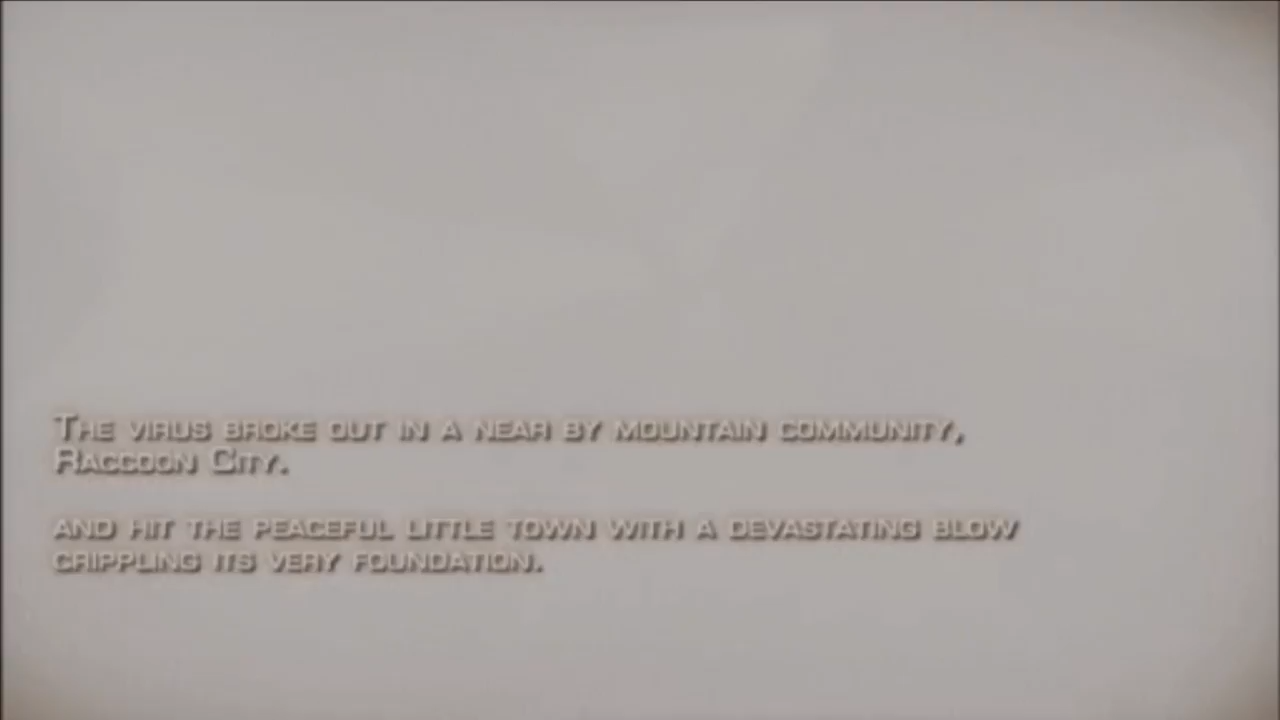 The virus broke out in a near by mountain community,
Raccoon City.
and hit the peaceful little town with a devastating blow
crippling its very foundation.